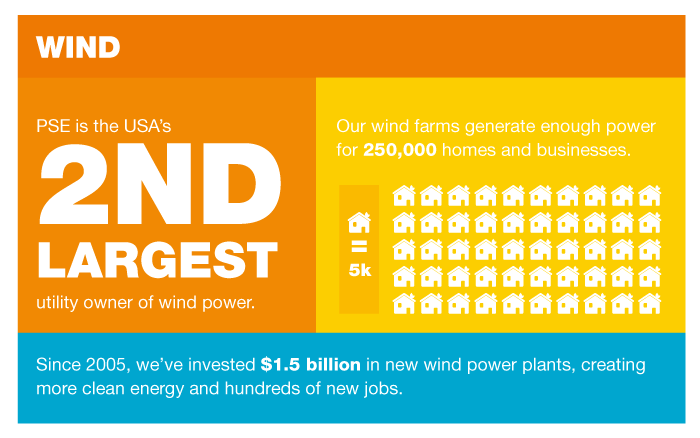 WIND
PSE is the USA's
2ND
LARGEST
utility owner of wind power.
Our wind farms generate enough power
for 250,000 homes and businesses.
=
5k
Since 2005, we've invested $1.5 billion in new wind power plants, creating
more clean energy and hundreds of new jobs.